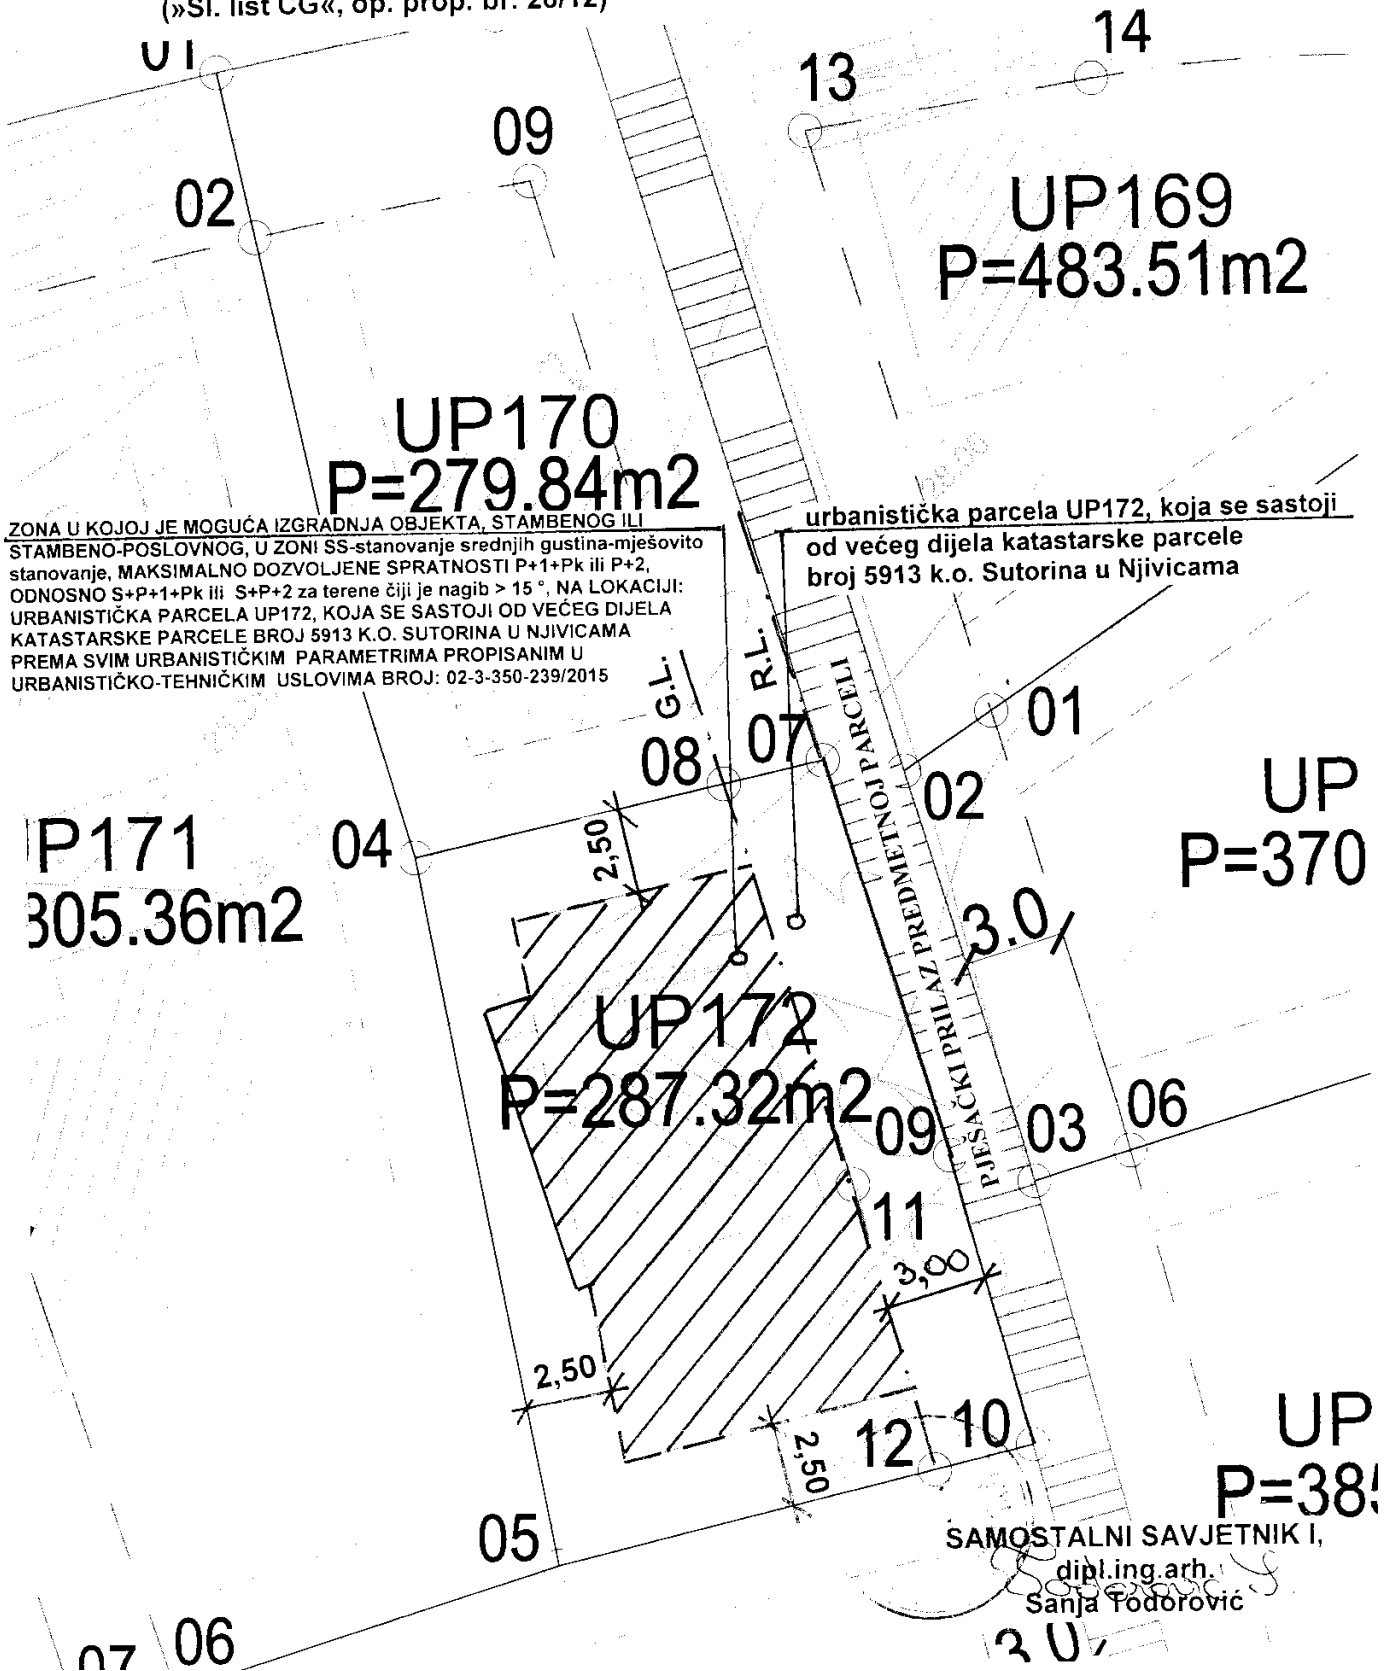 (»Sl. list CG«, op. prop. br. 26/12)
01
14
13
09
02
UP169
P=483.51m2
UP170
P=279.84m2
28.06
ZONA U KOJOJ JE MOGUĆA IZGRADNJA OBJEKTA, STAMBENOG ILI
STAMBENO-POSLOVNOG, U ZONI SS-stanovanje srednjih gustina-mješovito
stanovanje, MAKSIMALNO DOZVOLJENE SPRATNOSTI P+1+Pk ili P+2,
ODNOSNO S+P+1+Pk ili S+P+2 za terene čiji je nagib > 15 °, NA LOKACIJI:
URBANISTIČKA PARCELA UP172, KOJA SE SASTOJI OD VEĆEG DIJELA
KATASTARSKE PARCELE BROJ 5913 K.O. SUTORINA U NJIVICAMA
PREMA SVIM URBANISTIČKIM PARAMETRIMA PROPISANIM U
URBANISTIČKO-TEHNIČKIM USLOVIMA BROJ: 02-3-350-239/2015
urbanistička parcela UP172, koja se sastoji
od većeg dijela katastarske parcele
broj 5913 k.o. Sutorina u Njivicama
G.L.
R.L.
08
07
01
02
UP
P=370
P171
305.36m2
04
2,50
PJEŠAČKI PRILAZ PREDMETNOJ PARCELI
3.0
UP172
P=287.32m2
09
03
06
11
3,00
2,50
2,50
12
10
UP
P=385
05
SAMOSTALNI SAVJETNIK I,
dipl.ing.arh.
Sanja Todorović
06
07
3.0